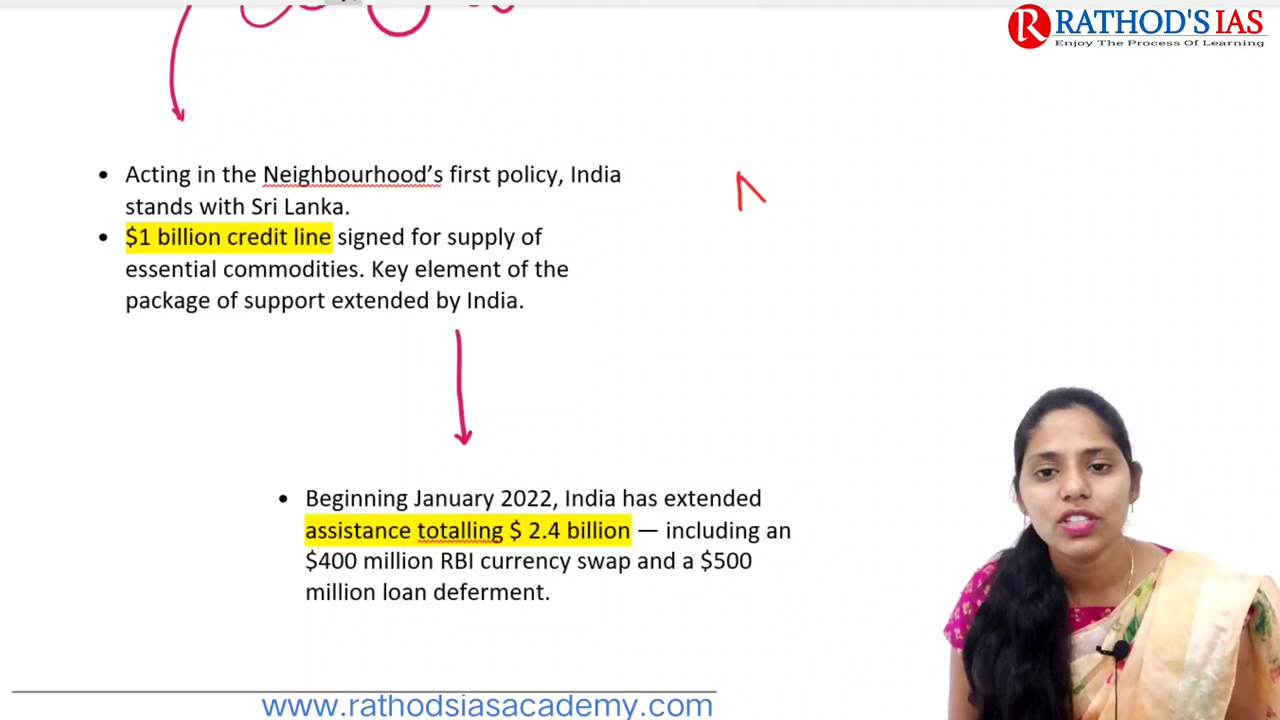 RATHOD'S IAS
Enjoy The Process Of Learning
• Acting in the Neighbourhood's first policy, India
stands with Sri Lanka.
• $1 billion credit line signed for supply of
essential commodities. Key element of the
package of support extended by India.
• Beginning January 2022, India has extended
assistance totalling $ 2.4 billion — including an
$400 million RBI currency swap and a $500
million loan deferment.
www.rathodsiasacademy.com